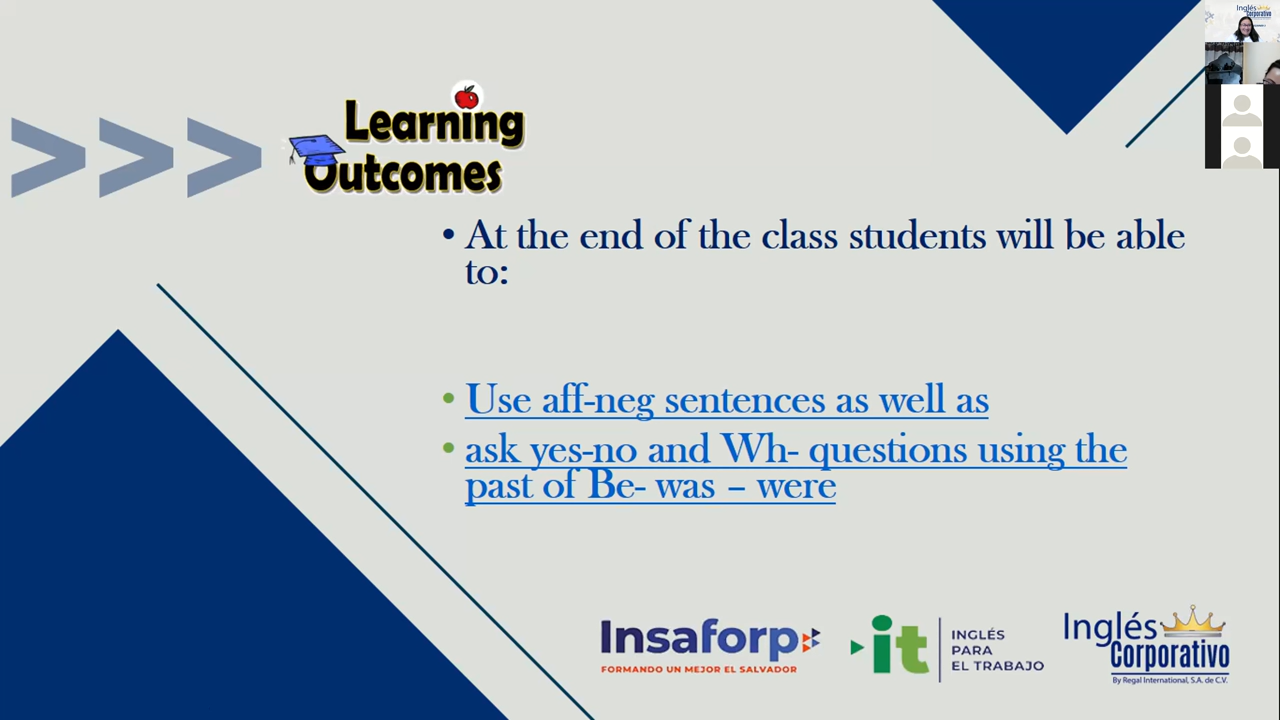 Inglés
Corporativo
>>>
Learning
Outcomes
• At the end of the class students will be able
to:
• Use aff-neg sentences as well as
• ask yes-no and Wh- questions using the
past of Be- was – were
Insaforp
FORMANDO UN MEJOR EL SALVADOR
it
INGLÉS
PARA
EL TRABAJO
Inglés
Corporativo
By Regal International, S.A. de C.V.